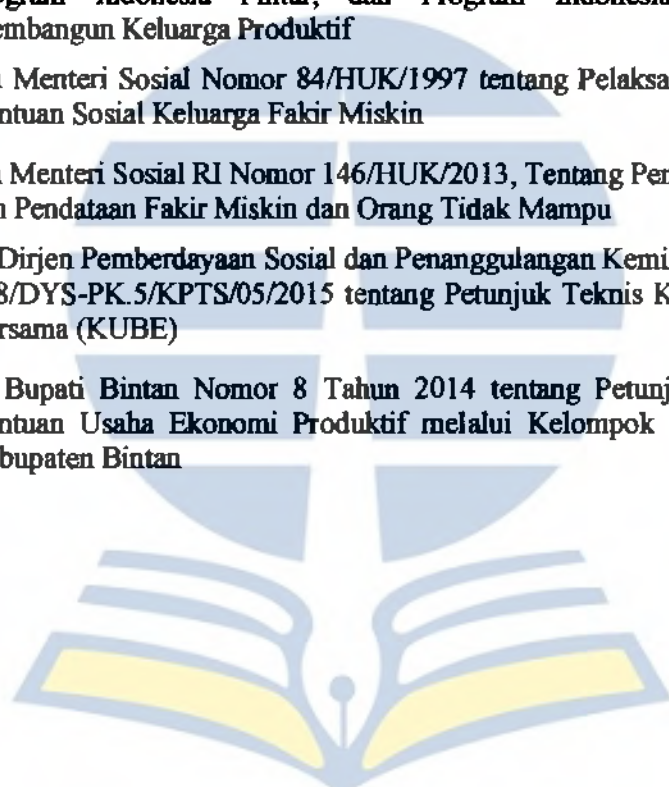 ogram Indonesia Pintar, dan Program Indonesia
embangun Keluarga Produktif
n Menteri Sosial Nomor 84/HUK/1997 tentang Pelaksa
ntuan Sosial Keluarga Fakir Miskin
n Menteri Sosial RI Nomor 146/HUK/2013, Tentang Pen
n Pendataan Fakir Miskin dan Orang Tidak Mampu
Dirjen Pemberdayaan Sosial dan Penanggulangan Kemi
8/DYS-PK.5/KPTS/05/2015 tentang Petunjuk Teknis K
rsama (KUBE)
Bupati Bintan Nomor 8 Tahun 2014 tentang Petunj
ntuan Usaha Ekonomi Produktif melalui Kelompok
bupaten Bintan